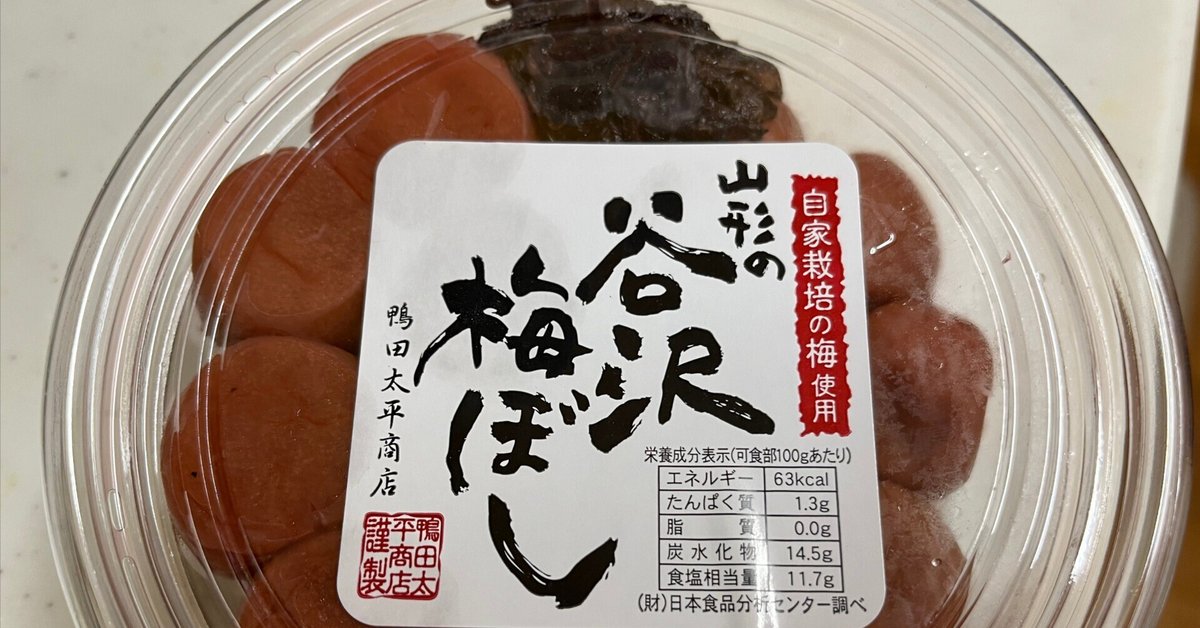 自家栽培の梅使用
山形の
谷沢
梅ぼし
鴨田太平商店
鴨田太
平商店
謹製
栄養成分表示(可食部100gあたり)
エネルギー 63kcal
たんぱく質 1.3g
脂質 0.0g
炭水化物 14.5g
食塩相当量 11.7g
(財)日本食品分析センター調べ